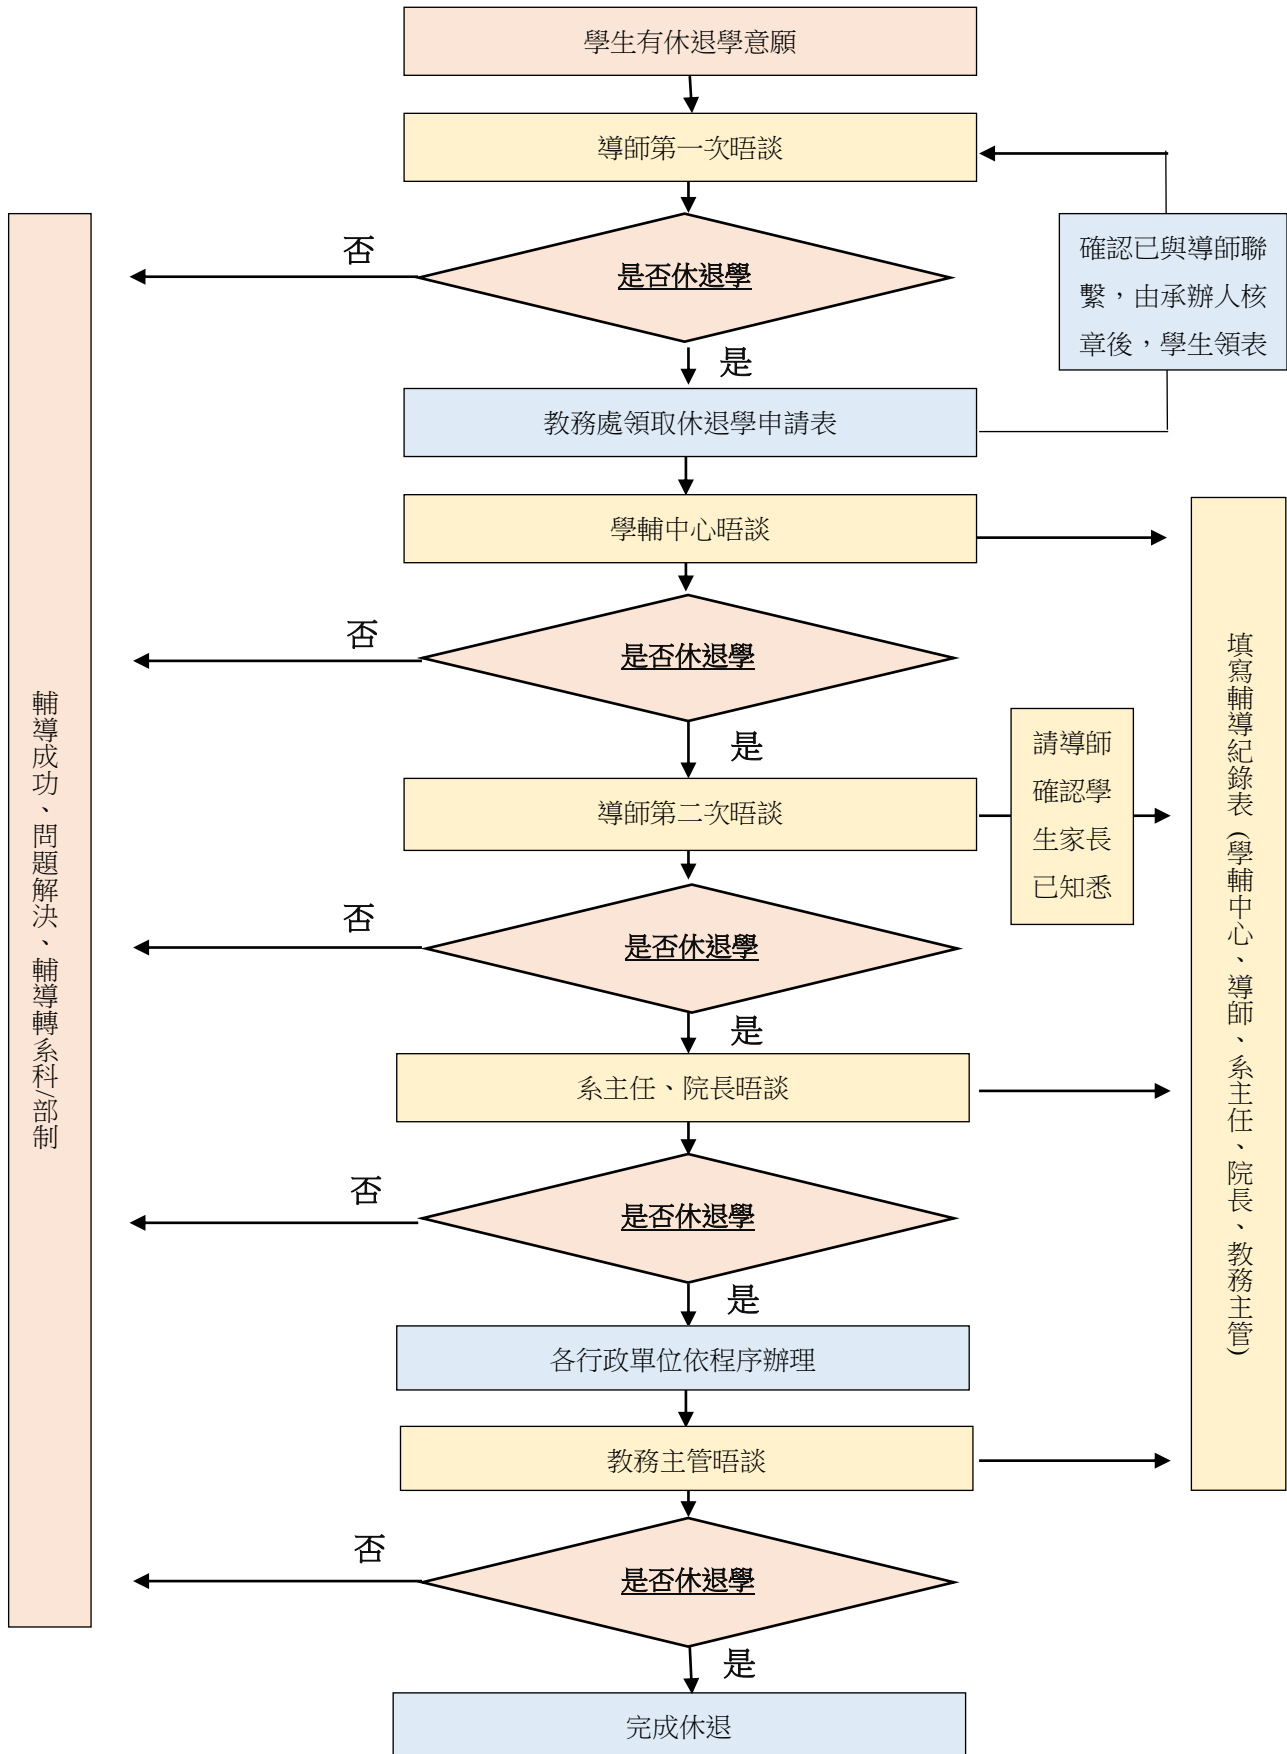 學生有休退學意願
導師第一次晤談
是否休退學
否
是
確認已與導師聯
繫，由承辦人核
章後，學生領表
教務處領取休退學申請表
學輔中心晤談
是否休退學
否
是
導師第二次晤談
請導師
確認學
生家長
已知悉
是否休退學
否
是
系主任、院長晤談
是否休退學
否
是
各行政單位依程序辦理
教務主管晤談
是否休退學
否
是
完成休退
輔導成功、問題解決、輔導轉系科/部制
填寫輔導紀錄表 (學輔中心、導師、系主任、院長、教務主管)